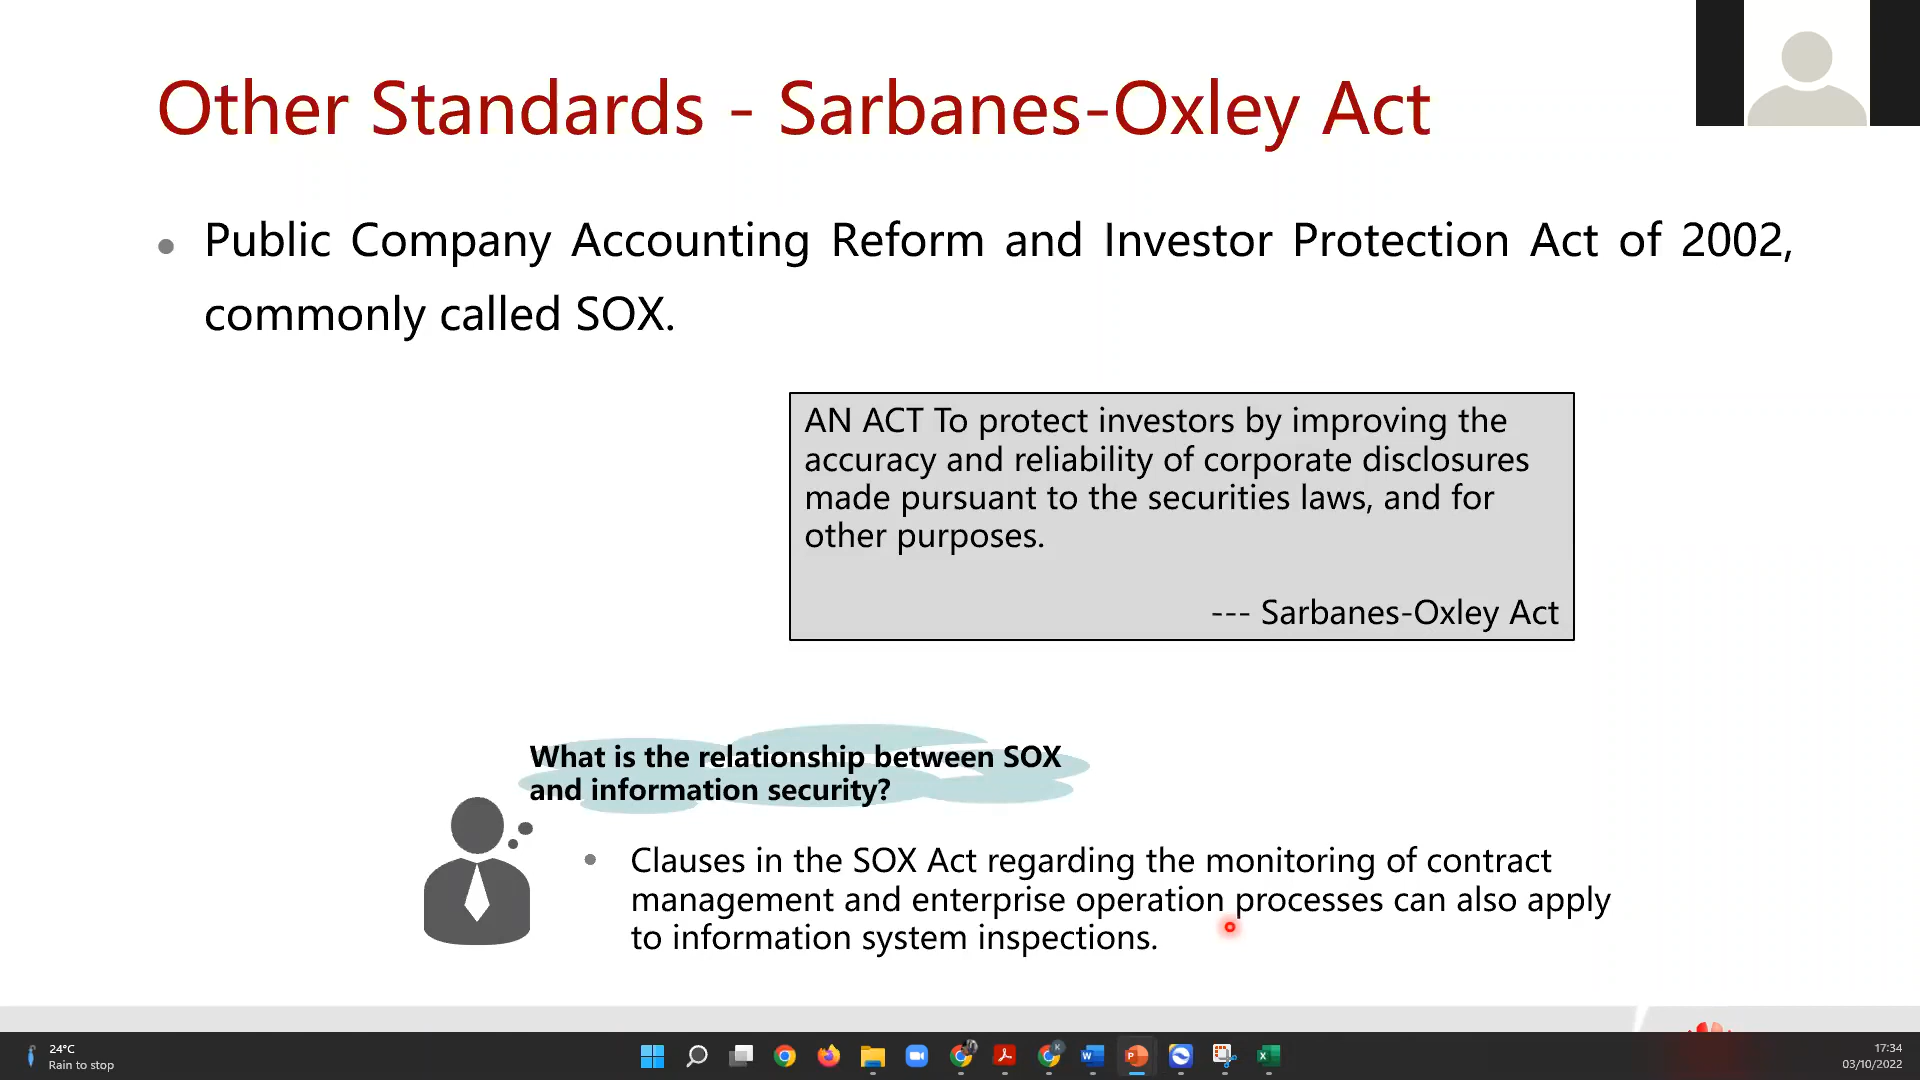 Other Standards - Sarbanes-Oxley Act
Public Company Accounting Reform and Investor Protection Act of 2002,
commonly called SOX.
AN ACT To protect investors by improving the
accuracy and reliability of corporate disclosures
made pursuant to the securities laws, and for
other purposes.
--- Sarbanes-Oxley Act
What is the relationship between SOX
and information security?
Clauses in the SOX Act regarding the monitoring of contract
management and enterprise operation processes can also apply
to information system inspections.
24°C
Rain to stop
17:34
03/10/2022